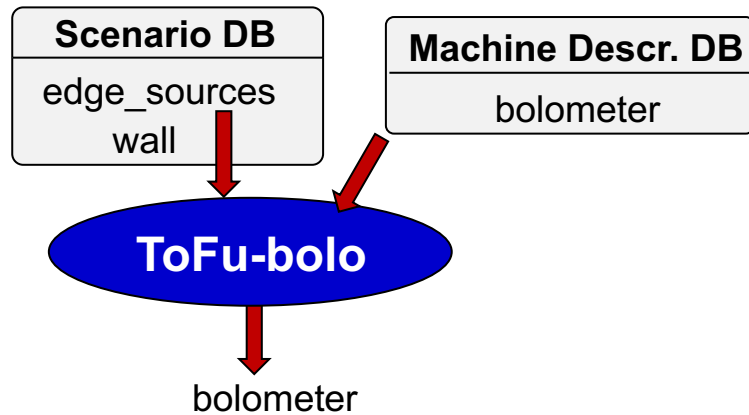 Scenario DB
edge_sources
wall
Machine Descr. DB
bolometer
ToFu-bolo
bolometer